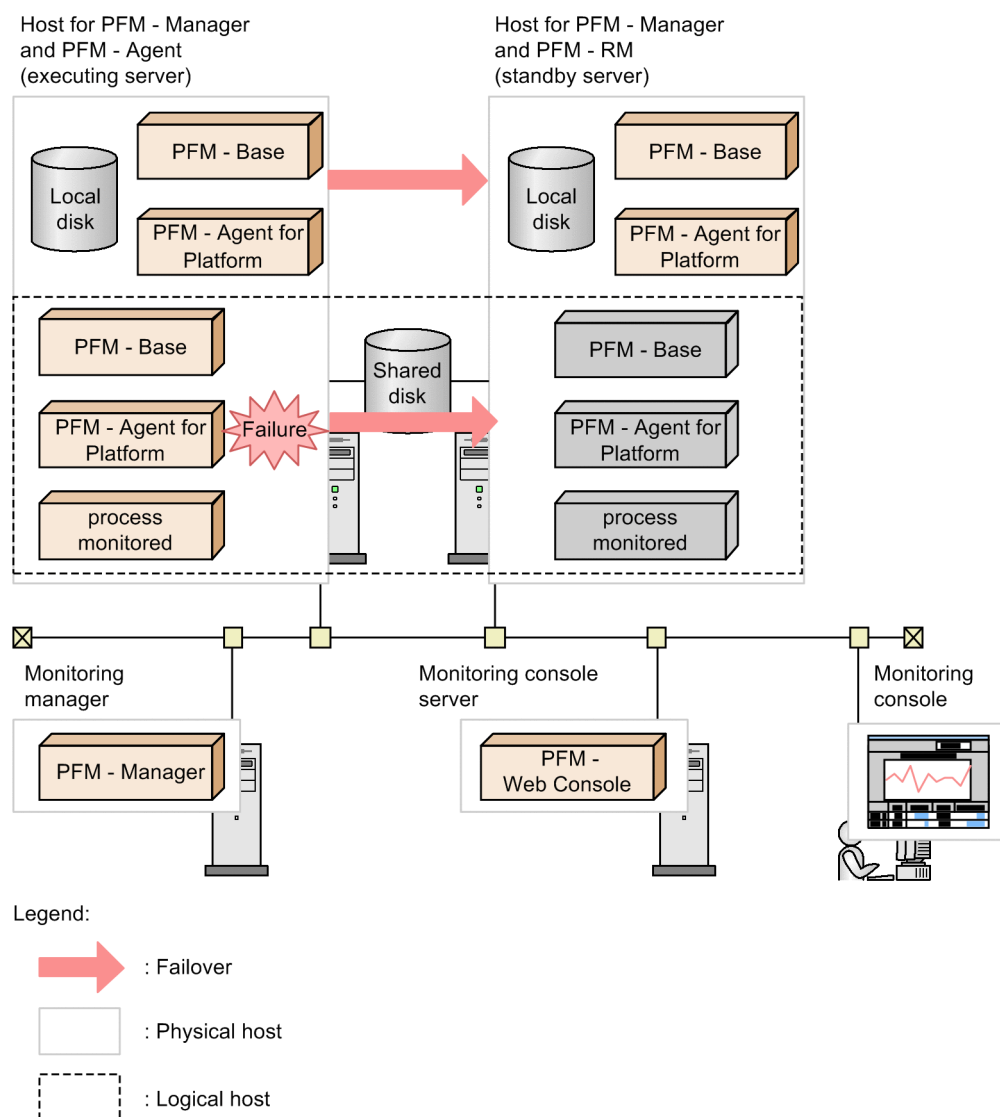 Host for PFM - Manager
and PFM - Agent
(executing server)
Host for PFM - Manager
and PFM - RM
(standby server)
PFM - Base
Local
disk
PFM - Agent for
Platform
PFM - Base
Local
disk
PFM - Agent for
Platform
PFM - Base
PFM - Agent for
Platform
Failure
process
monitored
Shared
disk
PFM - Base
PFM - Agent for
Platform
process
monitored
Monitoring
manager
PFM - Manager
Monitoring console
server
PFM -
Web Console
Monitoring
console
Legend:
: Failover
: Physical host
: Logical host